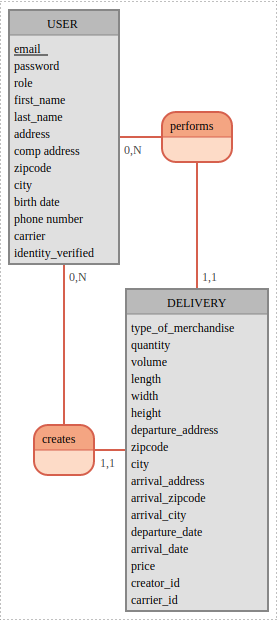 USER
email
password
role
first_name
last_name
address
comp address
zipcode
city
birth date
phone number
carrier
identity_verified
0,N
performs
1,1
0,N
creates
1,1
DELIVERY
type_of_merchandise
quantity
volume
length
width
height
departure_address
zipcode
city
arrival_address
arrival_zipcode
arrival_city
departure_date
arrival_date
price
creator_id
carrier_id